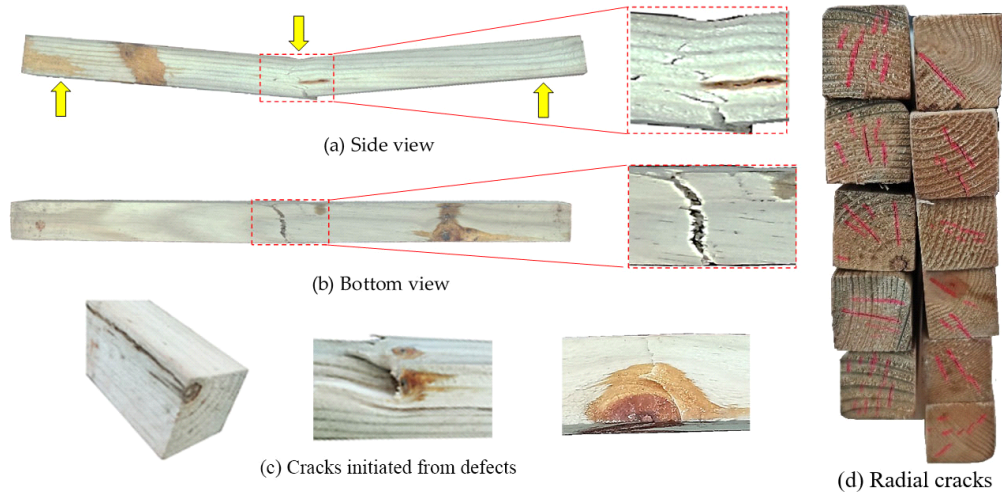 (a) Side view
(b) Bottom view
(c) Cracks initiated from defects
(d) Radial cracks